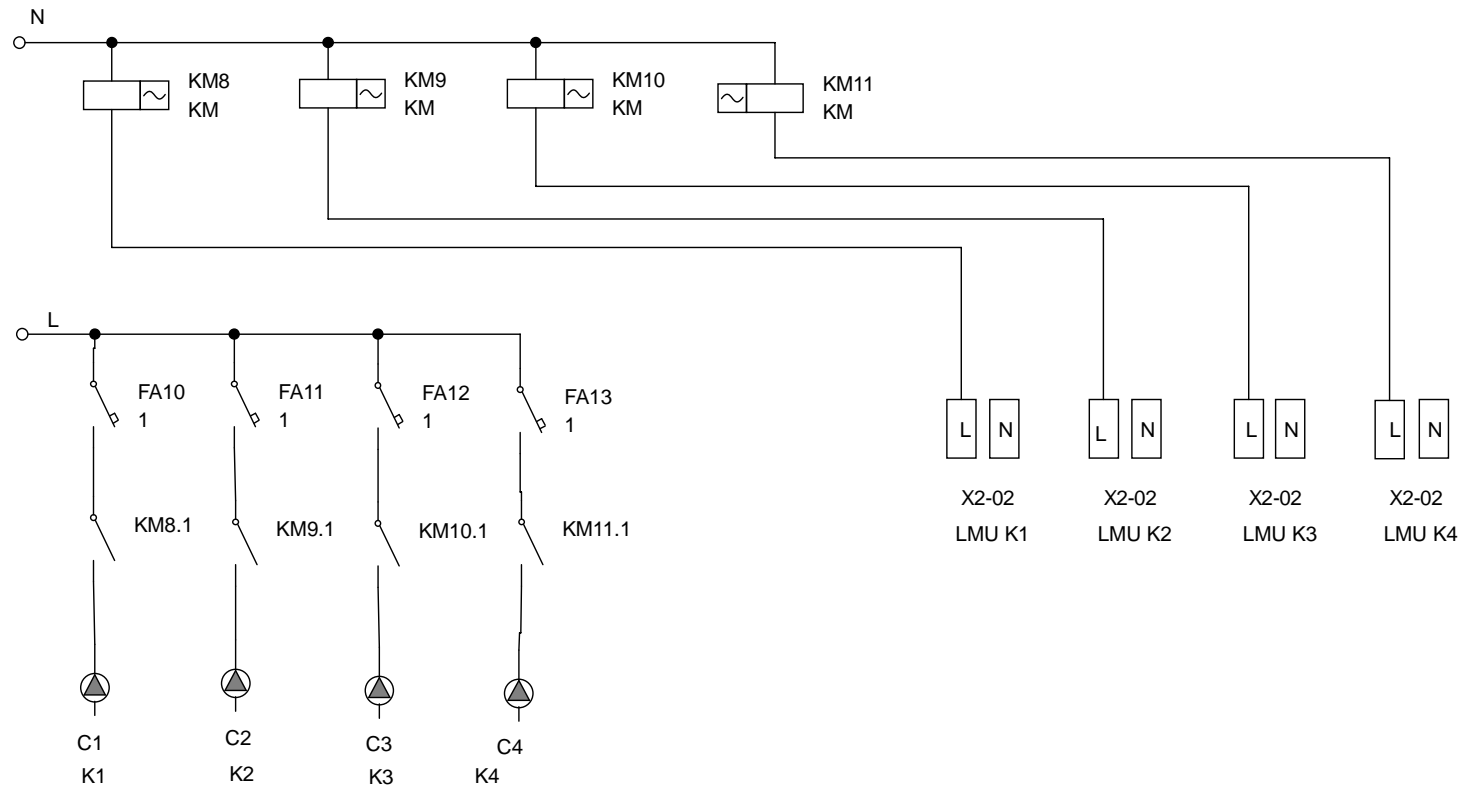 N
KM8
KM
KM9
KM
KM10
KM
KM11
KM
L
FA10
1
FA11
1
FA12
1
FA13
1
KM8.1
KM9.1
KM10.1
KM11.1
C1
K1
C2
K2
C3
K3
C4
K4
L N
X2-02
LMU K1
L N
X2-02
LMU K2
L N
X2-02
LMU K3
L N
X2-02
LMU K4